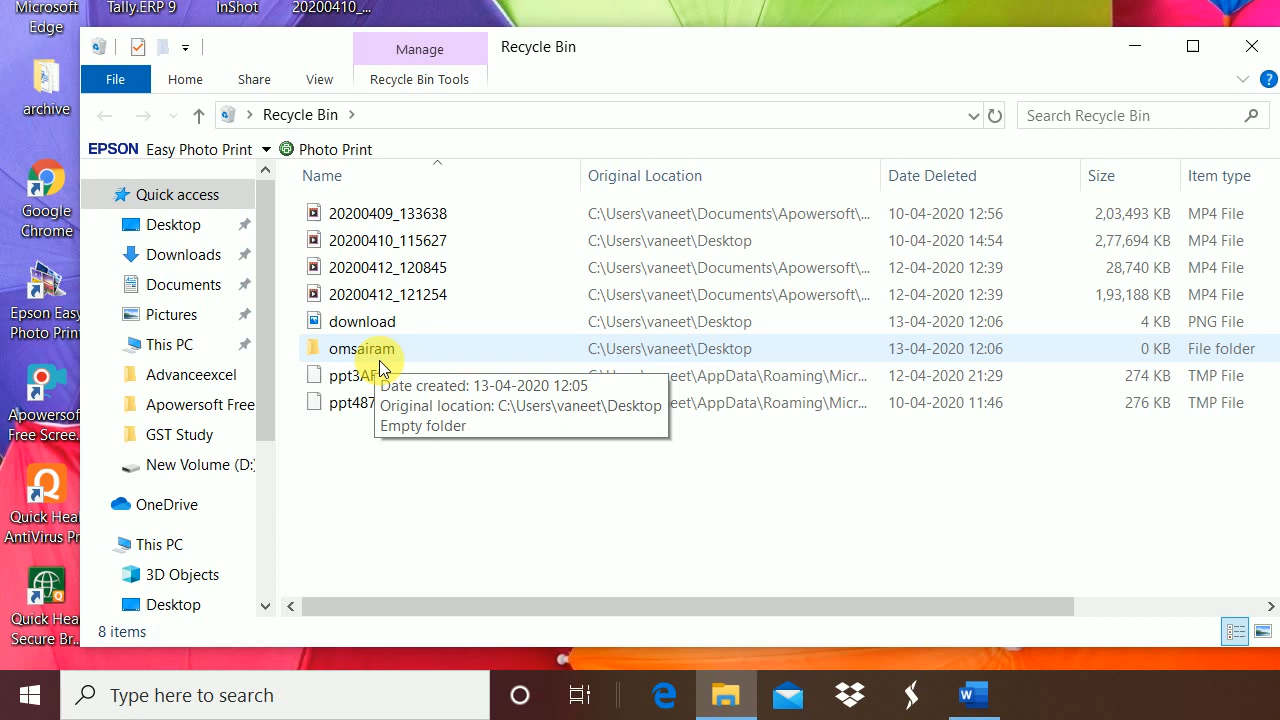 Microsoft
Edge
Tally.ERP 9
InShot
20200410_...
archive
Google
Chrome
Epson Easy
Photo Print
Apowersoft
Free Scree...
Quick Heal
AntiVirus Pr
Quick Hea
Secure Br...
Manage
Recycle Bin
File
Home
Share
View
Recycle Bin Tools
?
Recycle Bin
Search Recycle Bin
EPSON Easy Photo Print
Photo Print
Quick access
Desktop
Downloads
Documents
Pictures
This PC
Advanceexcel
Apowersoft Free
GST Study
New Volume (D:)
OneDrive
This PC
3D Objects
Desktop
Name Original Location Date Deleted Size Item type
20200409_133638 C:\Users\vaneet\Documents\Apowersoft\... 10-04-2020 12:56 2,03,493 KB MP4 File
20200410_115627 C:\Users\vaneet\Desktop 10-04-2020 14:54 2,77,694 KB MP4 File
20200412_120845 C:\Users\vaneet\Documents\Apowersoft\... 12-04-2020 12:39 28,740 KB MP4 File
20200412_121254 C:\Users\vaneet\Documents\Apowersoft\... 12-04-2020 12:39 1,93,188 KB MP4 File
download C:\Users\vaneet\Desktop 13-04-2020 12:06 4 KB PNG File
omsairam C:\Users\vaneet\Desktop 13-04-2020 12:06 0 KB File folder
ppt3AF eet\AppData\Roaming\Micr... 12-04-2020 21:29 274 KB TMP File
ppt487 eet\AppData\Roaming\Micr... 10-04-2020 11:46 276 KB TMP File
Date created: 13-04-2020 12:05
Original location: C:\Users\vaneet\Desktop
Empty folder
8 items
Type here to search